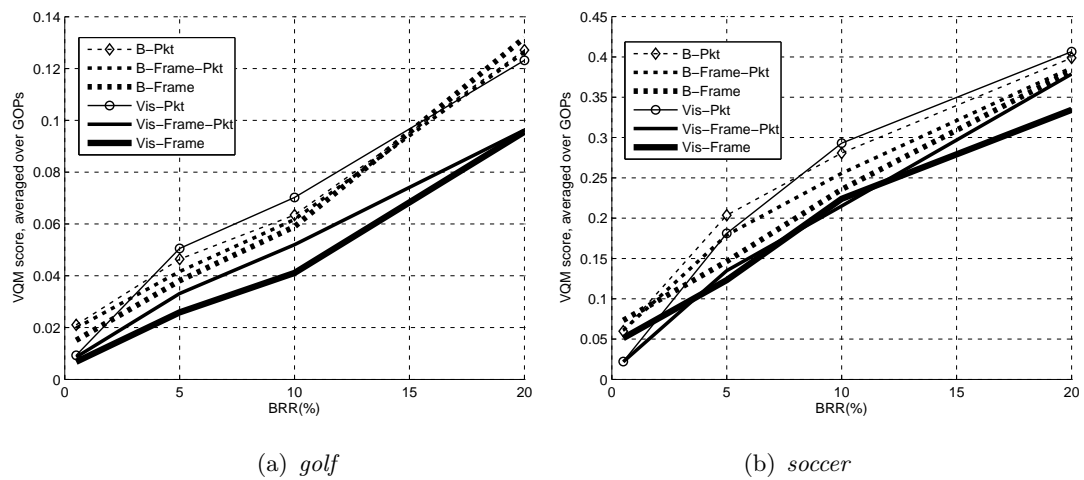 0.14
0.12
0.1
0.08
0.06
0.04
0.02
0
VQM score, averaged over GOPs
B−Pkt
B−Frame−Pkt
B−Frame
Vis−Pkt
Vis−Frame−Pkt
Vis−Frame
0 5 10 15 20
BRR(%)
(a) golf
0.45
0.4
0.35
0.3
0.25
0.2
0.15
0.1
0.05
0
VQM score, averaged over GOPs
B−Pkt
B−Frame−Pkt
B−Frame
Vis−Pkt
Vis−Frame−Pkt
Vis−Frame
0 5 10 15 20
BRR(%)
(b) soccer